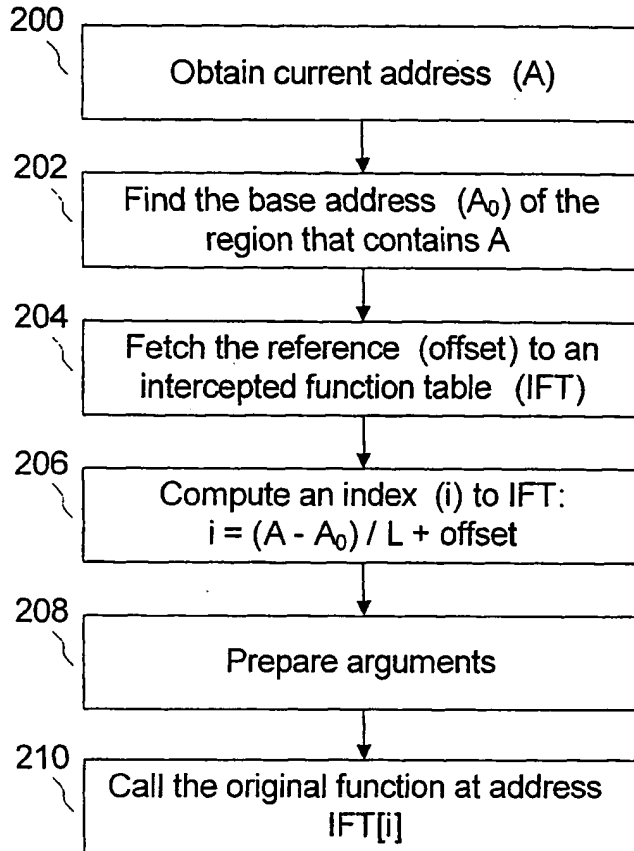 200
Obtain current address (A)
202
Find the base address (A₀) of the
region that contains A
204
Fetch the reference (offset) to an
intercepted function table (IFT)
206
Compute an index (i) to IFT:
i = (A - A₀) / L + offset
208
Prepare arguments
210
Call the original function at address
IFT[i]